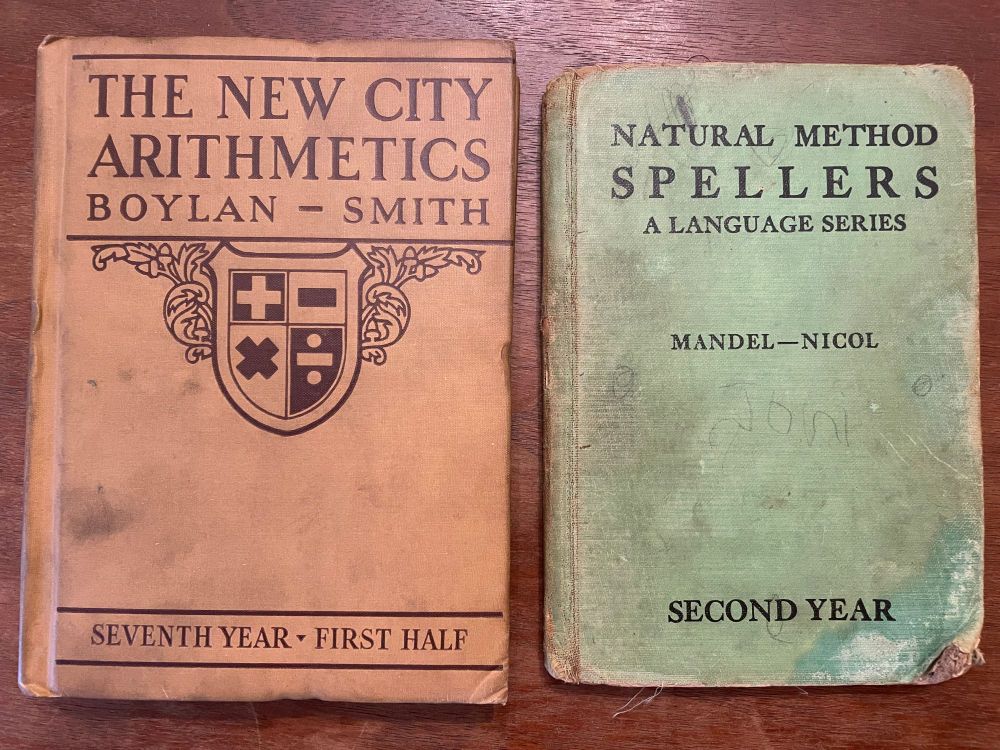 THE NEW CITY
ARITHMETICS
BOYLAN – SMITH
SEVENTH YEAR · FIRST HALF
NATURAL METHOD
SPELLERS
A LANGUAGE SERIES
MANDEL—NICOL
SECOND YEAR